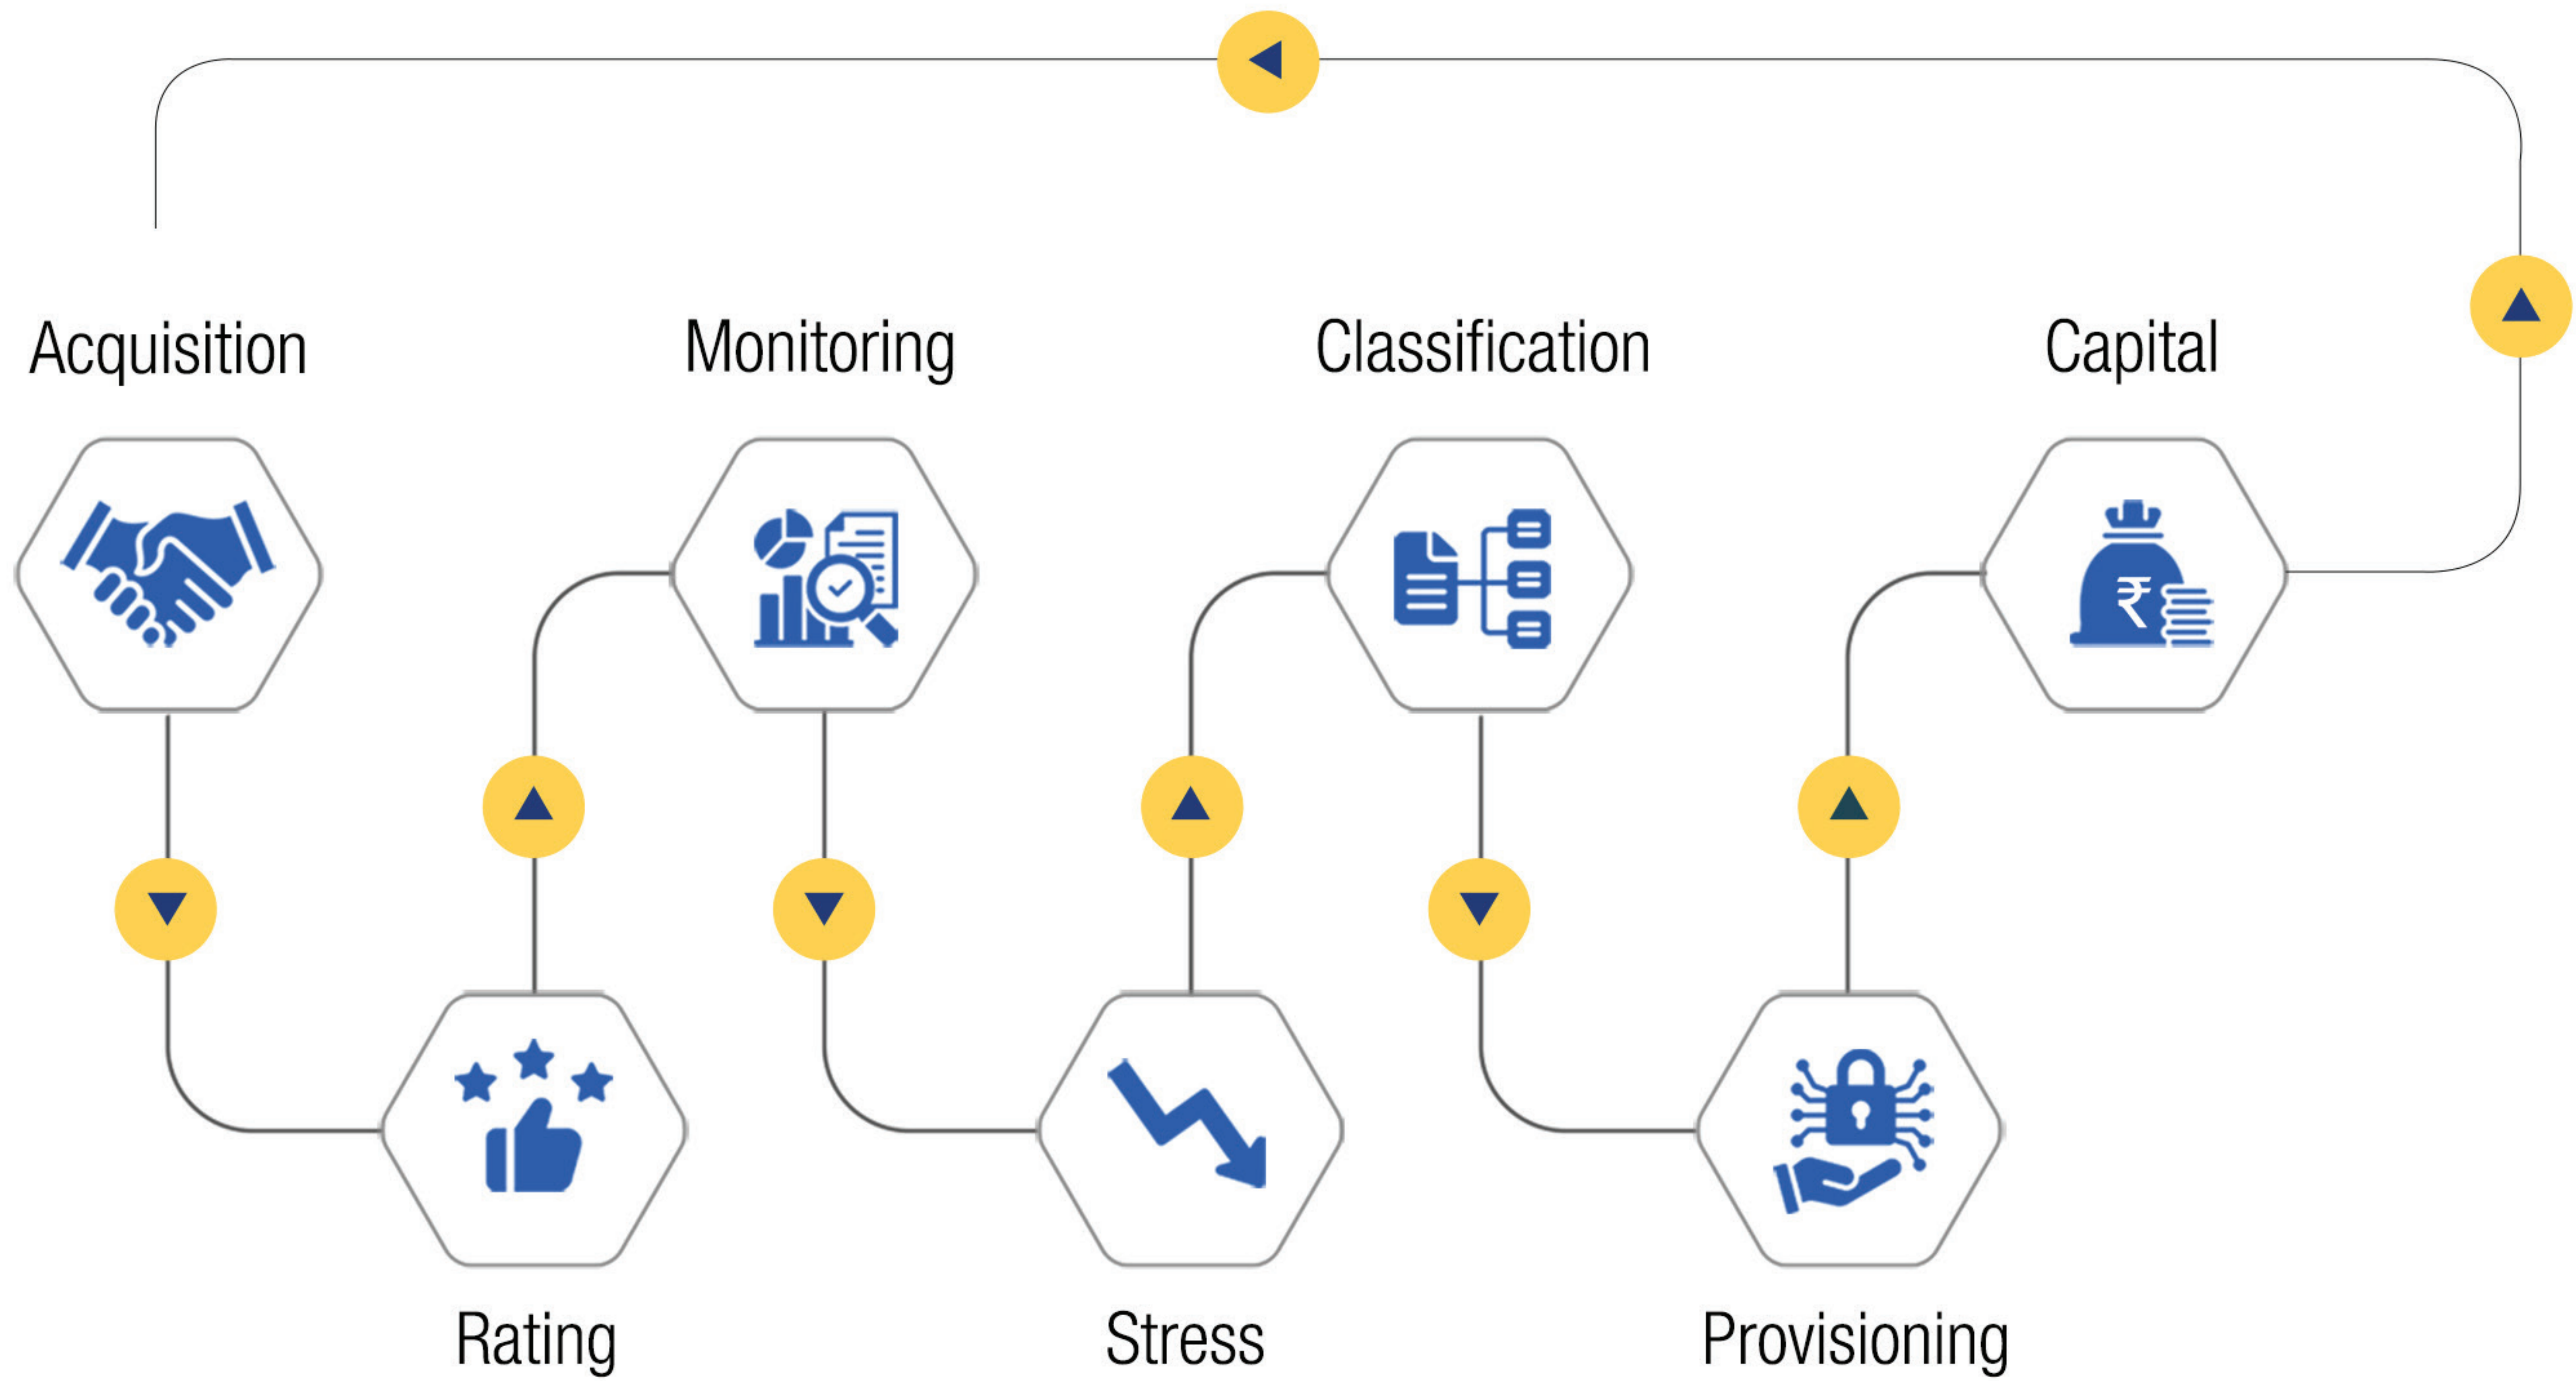 Acquisition
Rating
Monitoring
Stress
Classification
Provisioning
Capital
₹